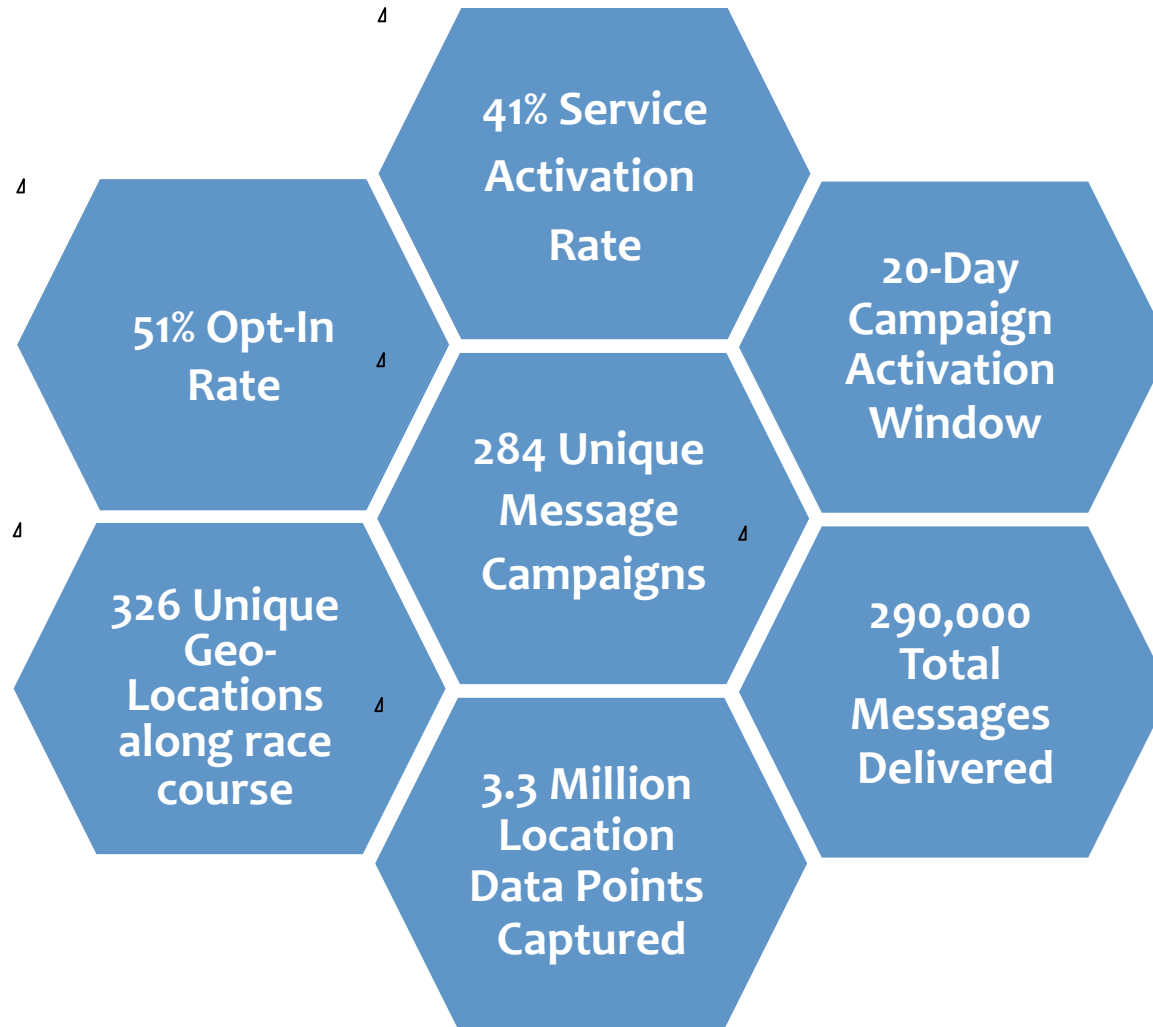 41% Service
Activation
Rate
51% Opt-In
Rate
20-Day
Campaign
Activation
Window
284 Unique
Message
Campaigns
326 Unique
Geo-
Locations
along race
course
290,000
Total
Messages
Delivered
3.3 Million
Location
Data Points
Captured